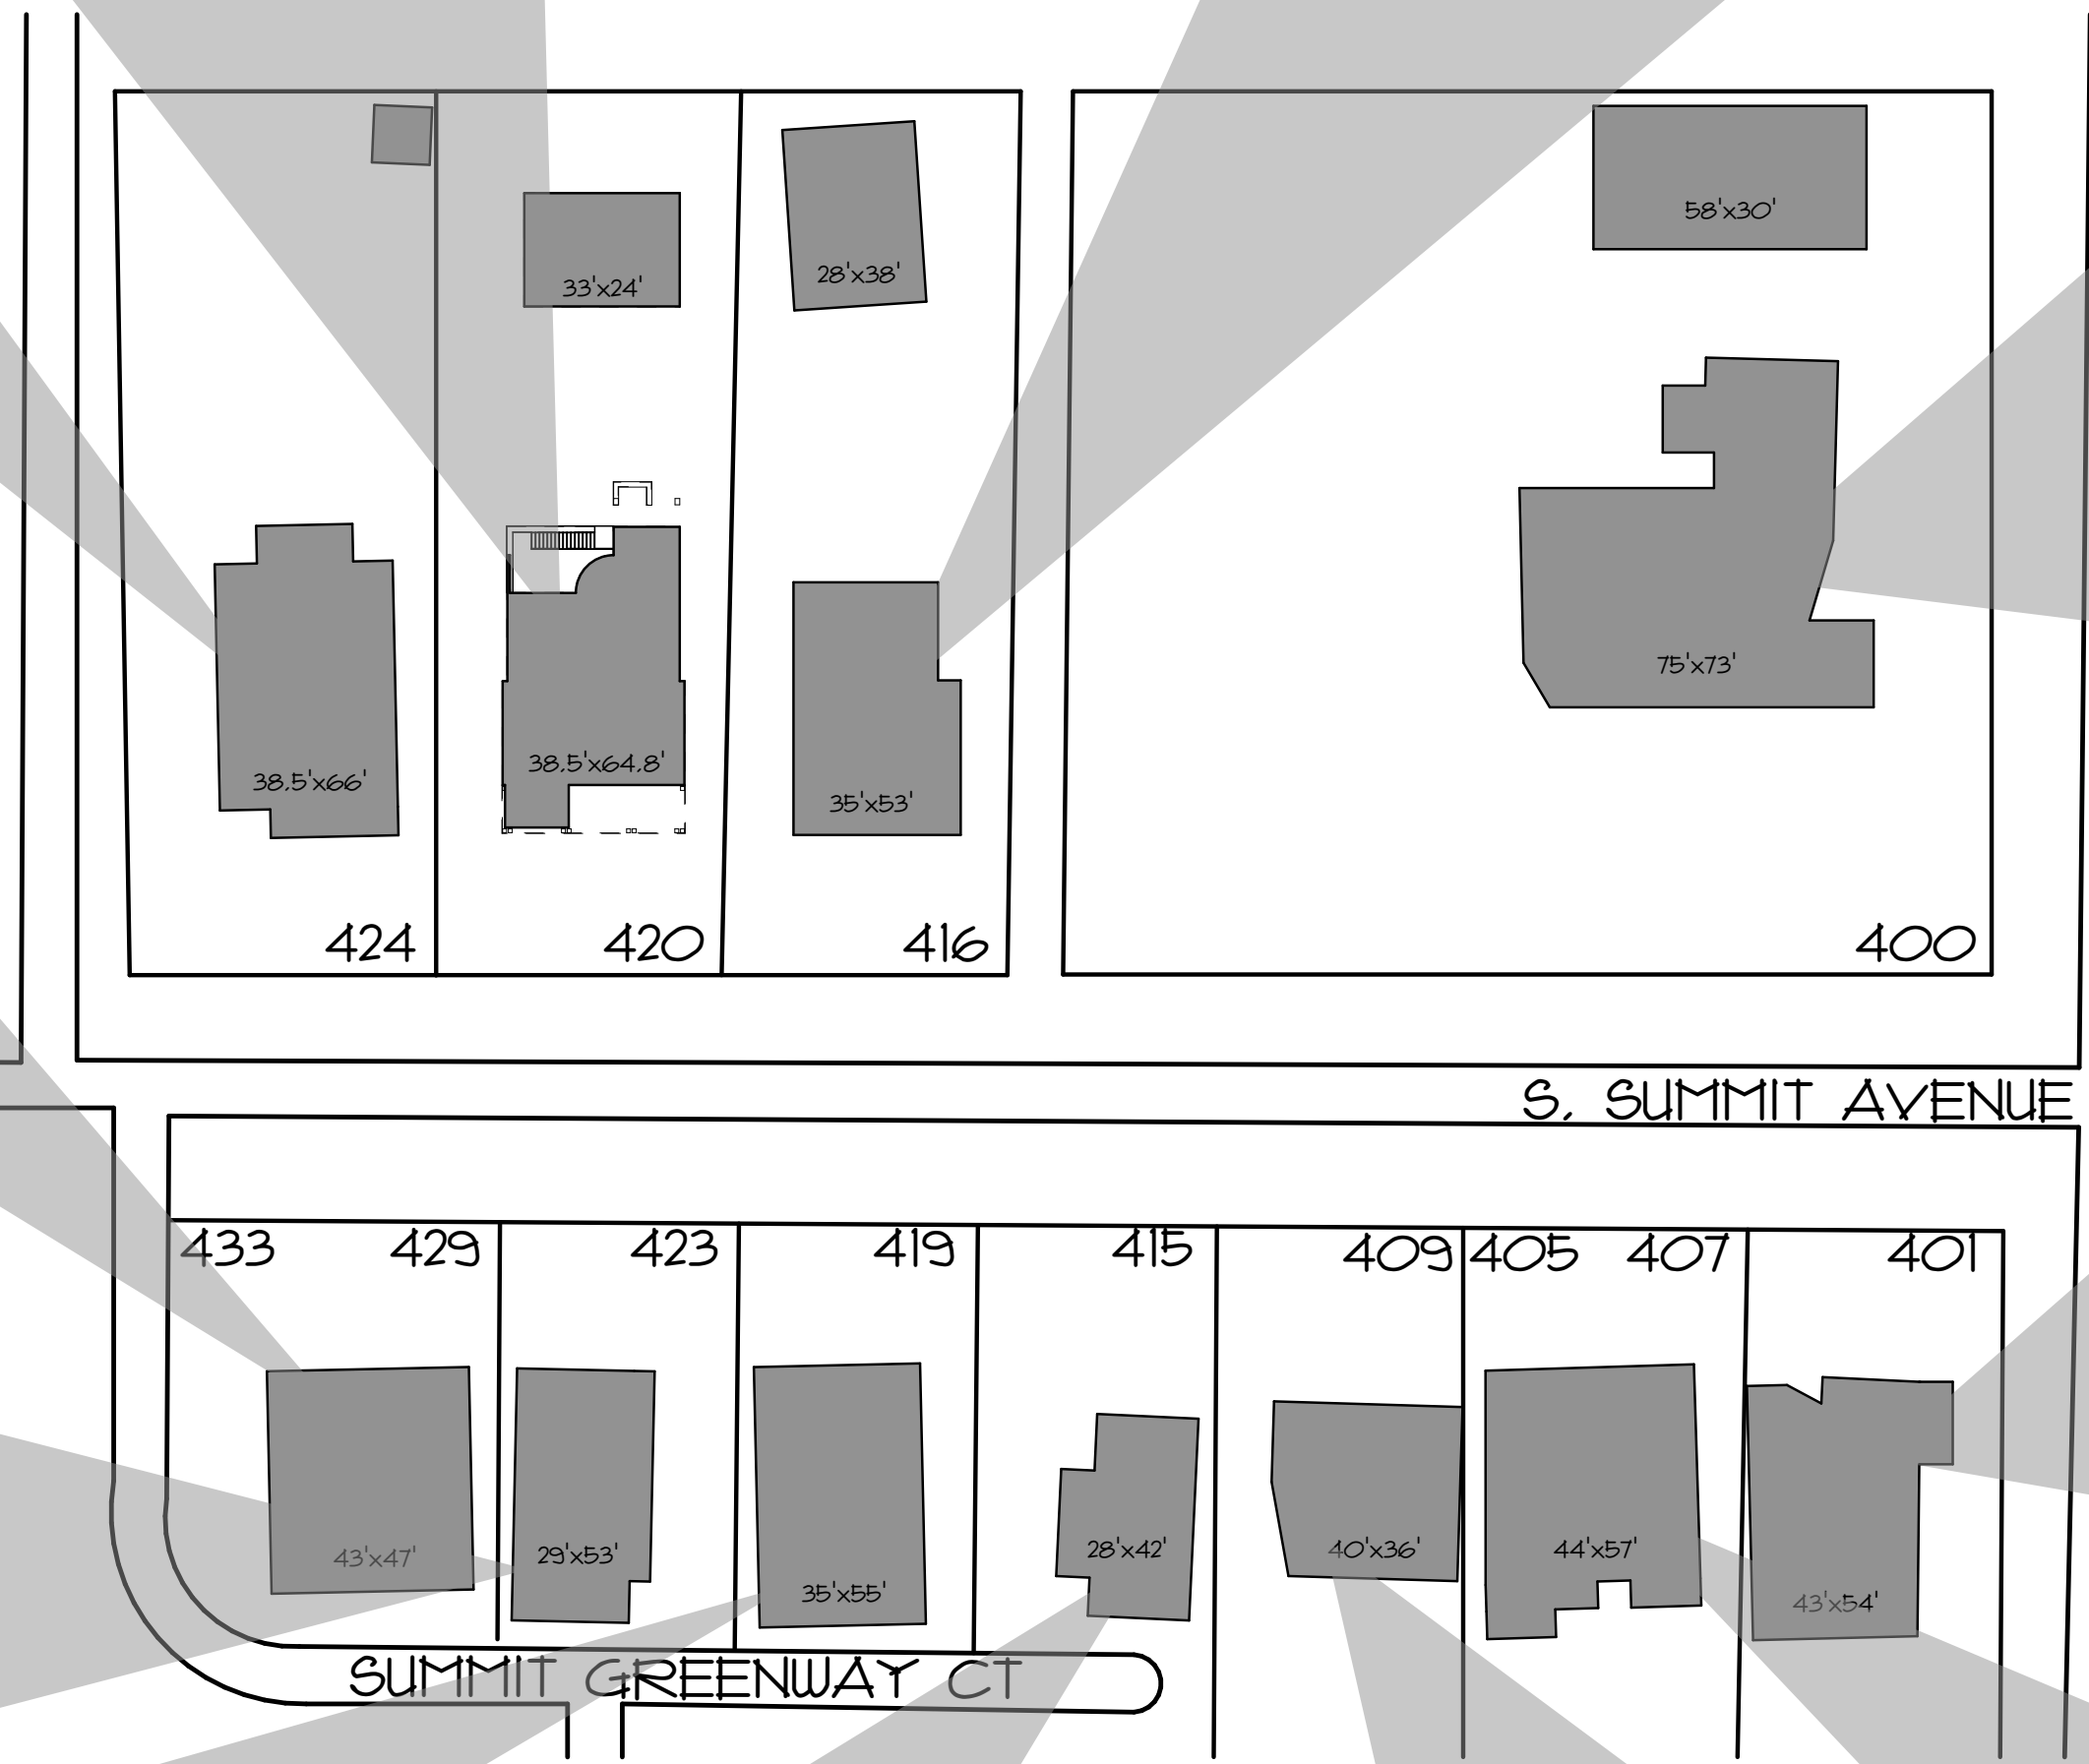 58'x30'
33'x24'
28'x38'
75'x73'
38.5'x66'
38.5'x64.8'
35'x53'
424
420
416
400
S. SUMMIT AVENUE
433
429
423
419
415
409
405
407
401
43'x47'
29'x53'
35'x55'
28'x42'
40'x36'
44'x57'
43'x54'
SUMMIT GREENWAY CT